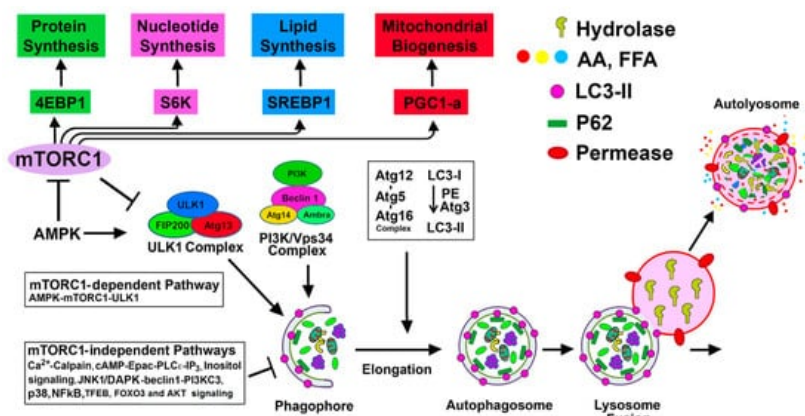 Protein
Synthesis
Nucleotide
Synthesis
Lipid
Synthesis
Mitochondrial
Biogenesis
4EBP1
S6K
SREBP1
PGC1-a
mTORC1
AMPK
ULK1
FIP200
Atg13
ULK1 Complex
PI3K
Beclin 1
Atg14
Ambra
PI3K/Vps34
Complex
Atg12
Atg5
Atg16
Complex
LC3-I
PE
Atg3
LC3-II
Hydrolase
AA, FFA
LC3-II
P62
Permease
Autolyosome
mTORC1-dependent Pathway
AMPK-mTORC1-ULK1
mTORC1-independent Pathways
Ca2+-Calpain, cAMP-Epac-PLCε-IP3, Inositol
signaling, JNK1/DAPK-beclin1-PI3KC3,
p38, NFkB, TFEB, FOXO3 and AKT signaling
Phagophore
Elongation
Autophagosome
Lysosome